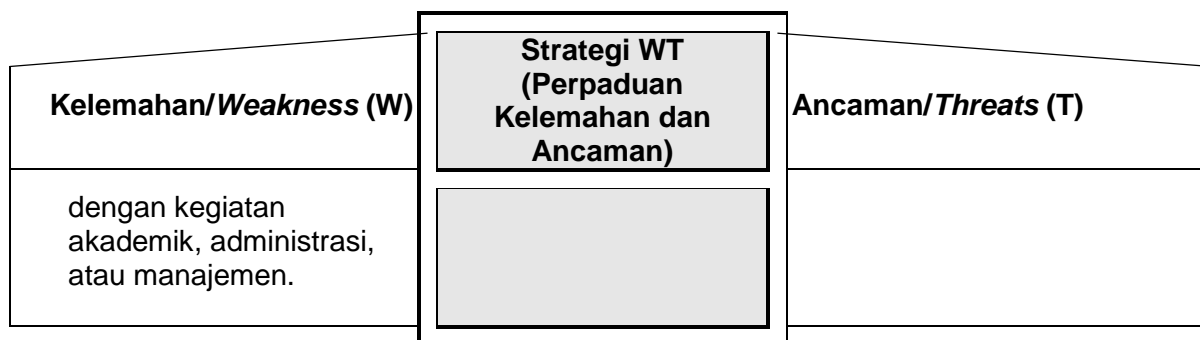 Kelemahan/Weakness (W)
Strategi WT
(Perpaduan
Kelemahan dan
Ancaman)
Ancaman/Threats (T)
dengan kegiatan
akademik, administrasi,
atau manajemen.